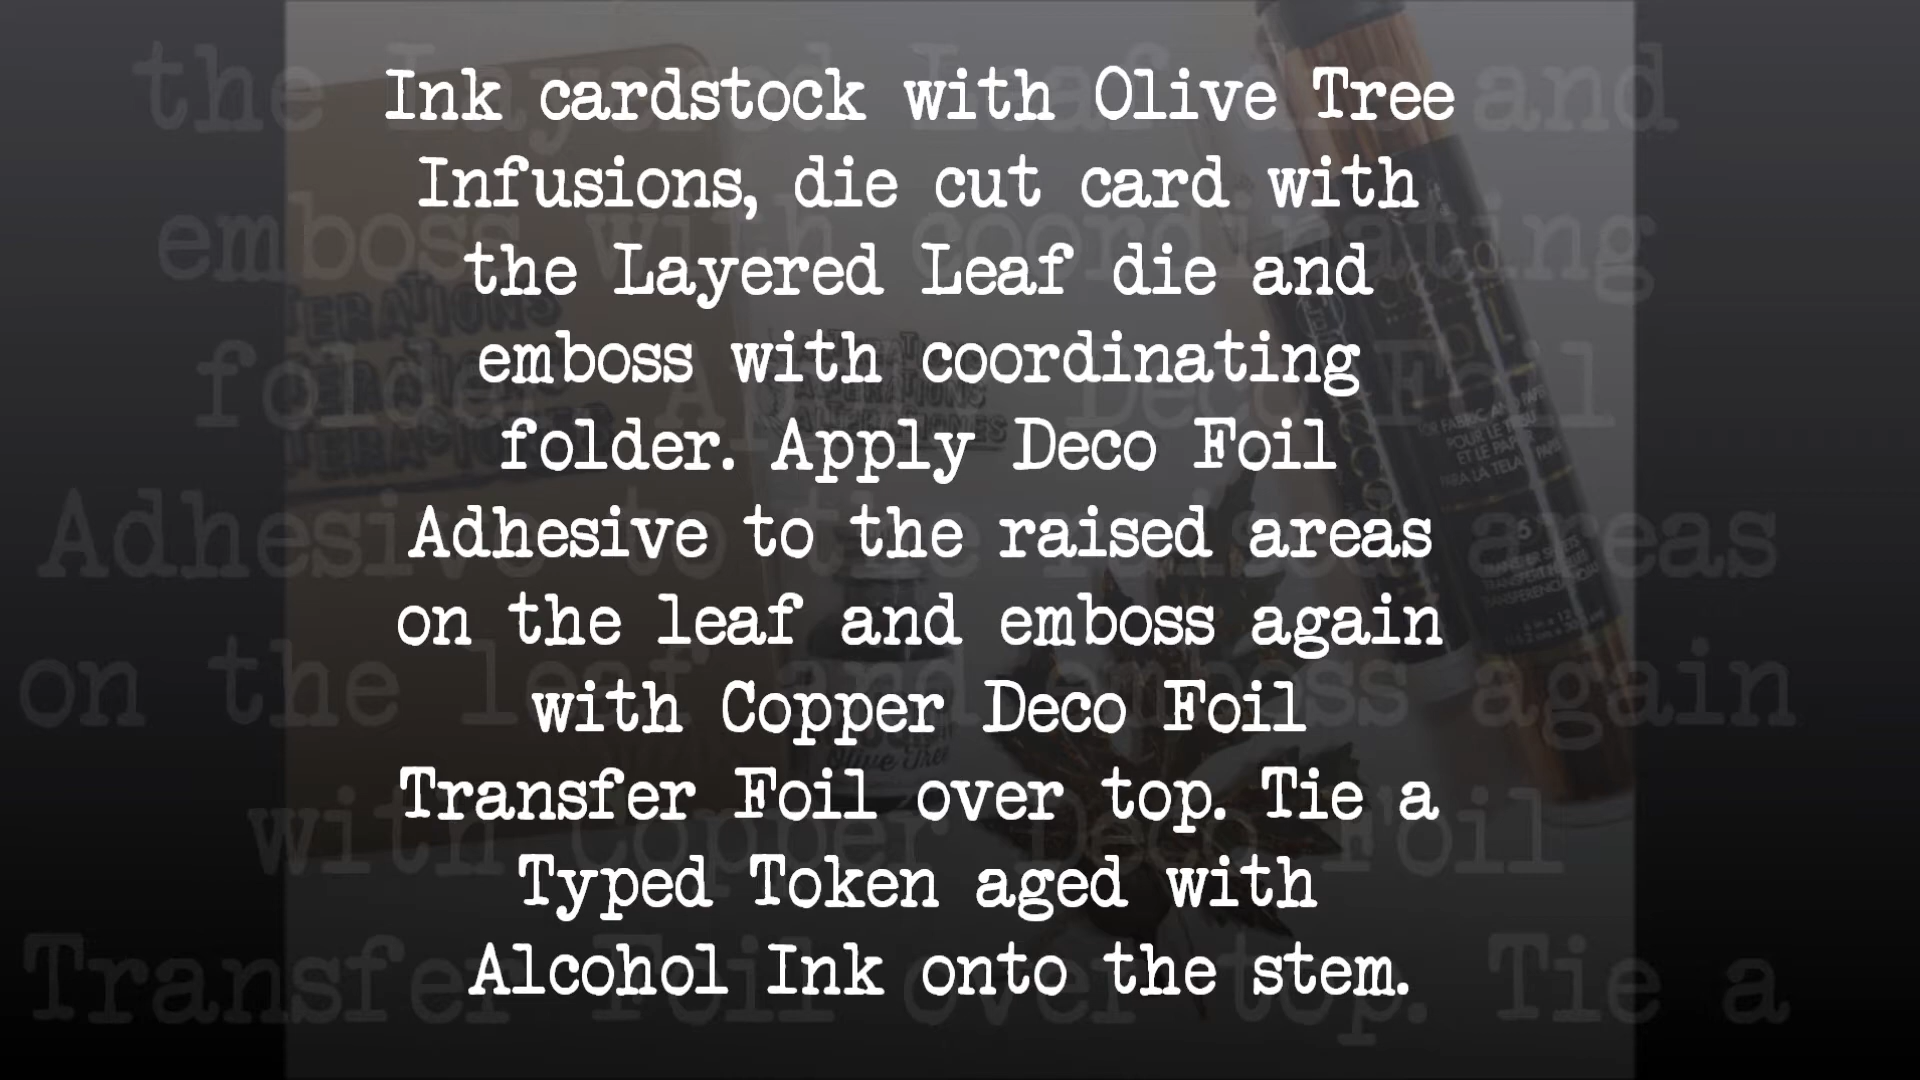 Ink cardstock with Olive Tree
Infusions, die cut card with
the Layered Leaf die and
emboss with coordinating
folder. Apply Deco Foil
Adhesive to the raised areas
on the leaf and emboss again
with Copper Deco Foil
Transfer Foil over top. Tie a
Typed Token aged with
Alcohol Ink onto the stem.